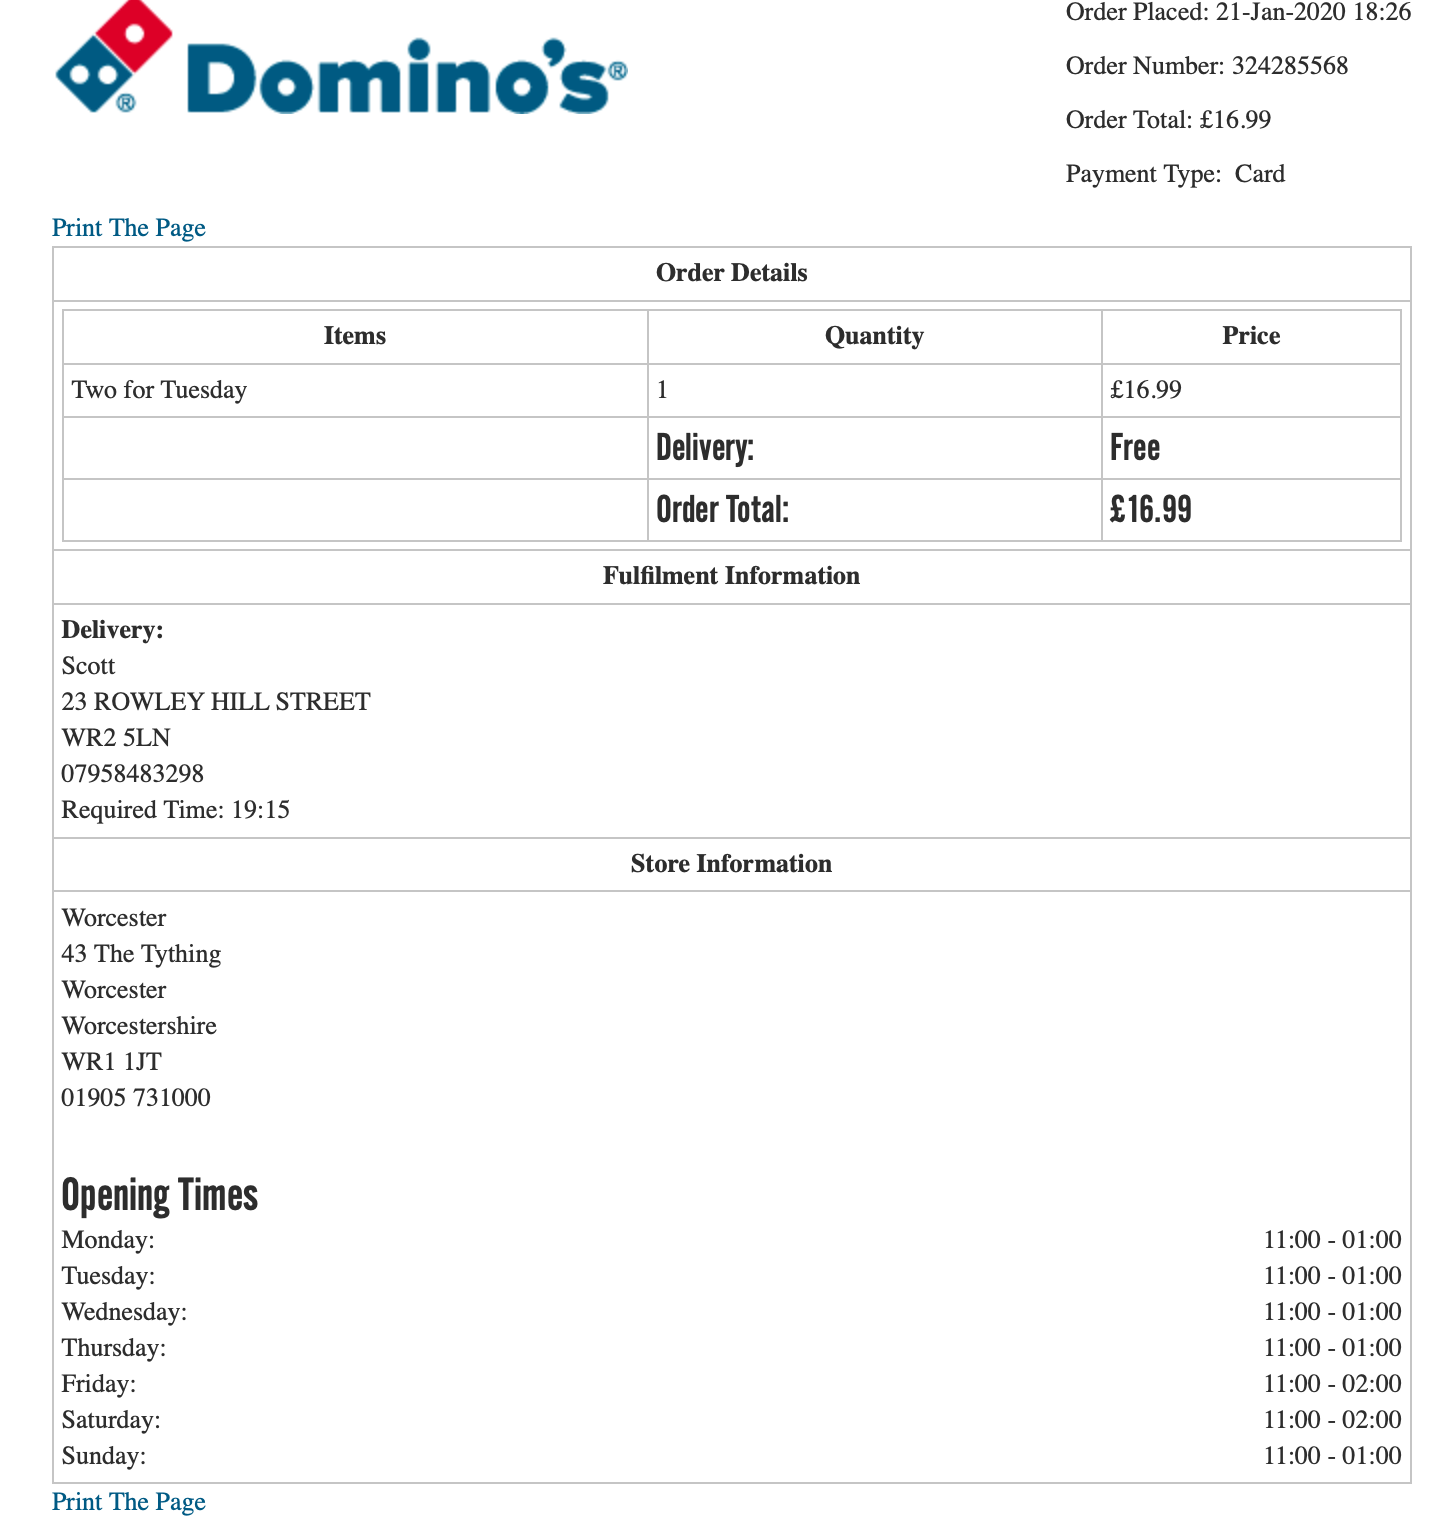 Domino's®
®
Order Placed: 21-Jan-2020 18:26
Order Number: 324285568
Order Total: £16.99
Payment Type: Card
Print The Page
Order Details
Items Quantity Price
Two for Tuesday 1 £16.99
Delivery: Free
Order Total: £16.99
Fulfilment Information
Delivery:
Scott
23 ROWLEY HILL STREET
WR2 5LN
07958483298
Required Time: 19:15
Store Information
Worcester
43 The Tything
Worcester
Worcestershire
WR1 1JT
01905 731000
Opening Times
Monday: 11:00 - 01:00
Tuesday: 11:00 - 01:00
Wednesday: 11:00 - 01:00
Thursday: 11:00 - 01:00
Friday: 11:00 - 02:00
Saturday: 11:00 - 02:00
Sunday: 11:00 - 01:00
Print The Page